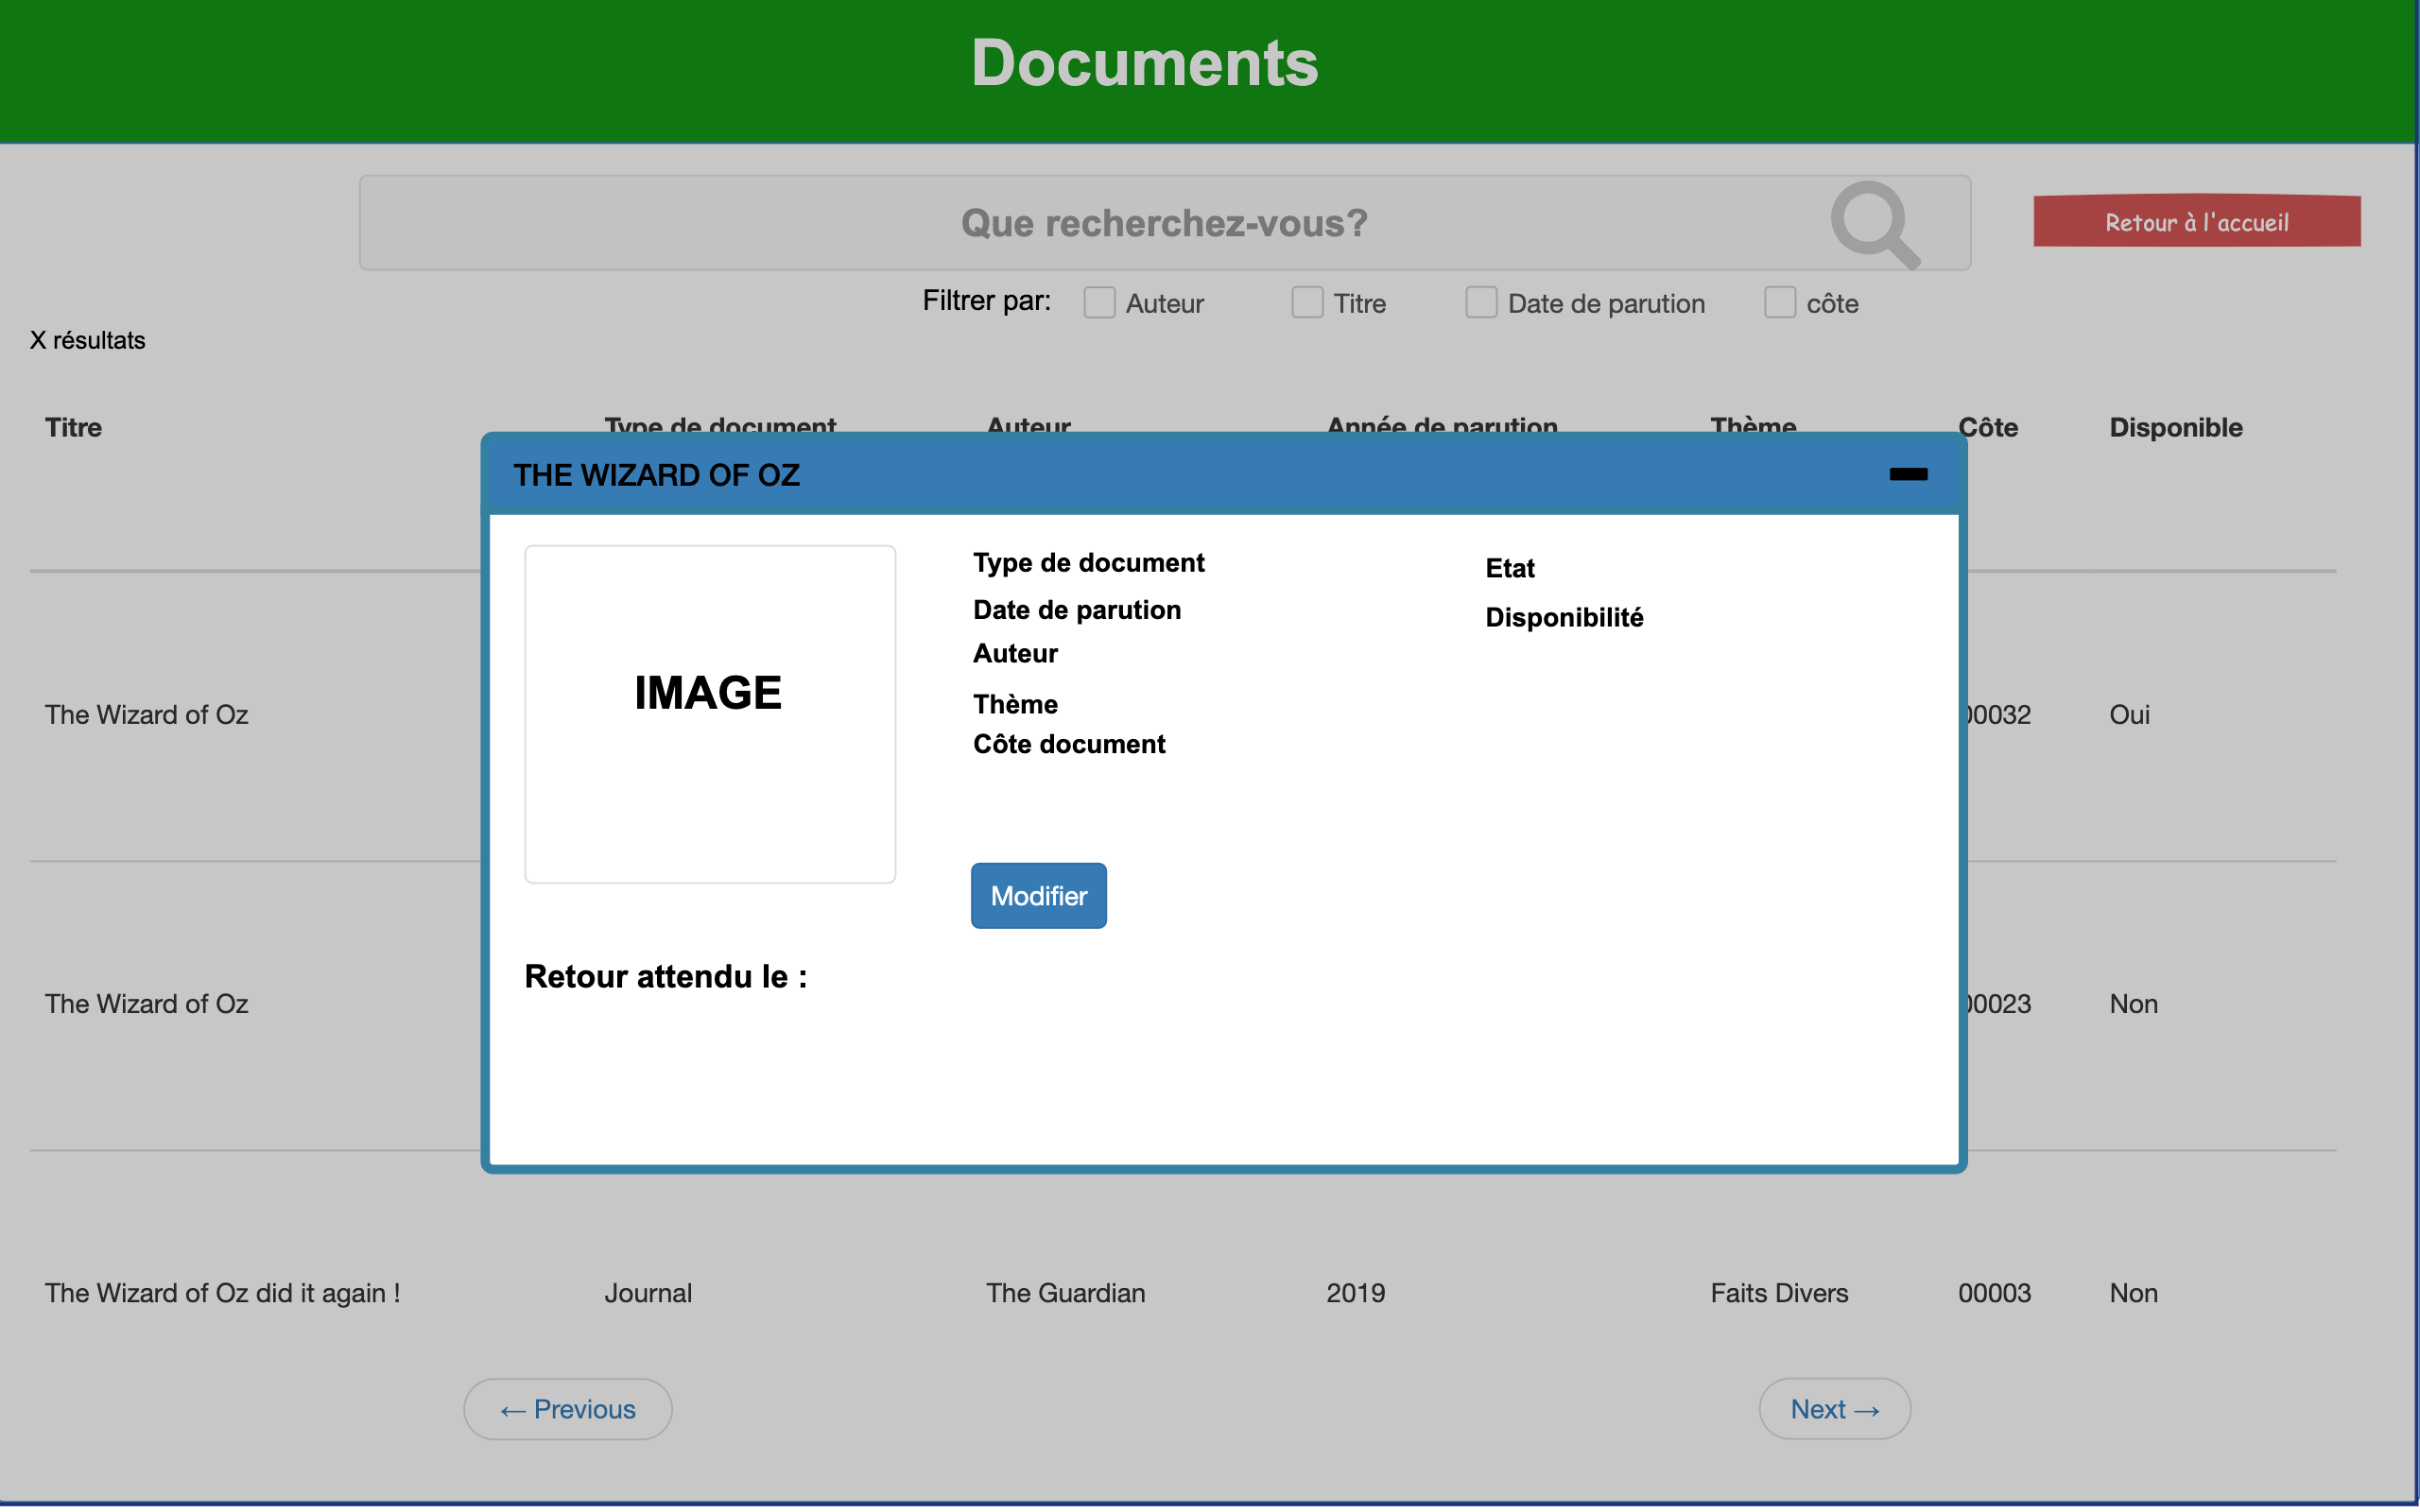 Documents
Que recherchez-vous?
Retour à l'accueil
Filtrer par: Auteur Titre Date de parution côte
X résultats
Titre Type de document Auteur Année de parution Thème Côte Disponible
THE WIZARD OF OZ
Type de document Etat
Date de parution Disponibilité
Auteur
IMAGE
Thème
Côte document
The Wizard of Oz 00032 Oui
Modifier
Retour attendu le :
The Wizard of Oz 00023 Non
The Wizard of Oz did it again ! Journal The Guardian 2019 Faits Divers 00003 Non
← Previous Next →